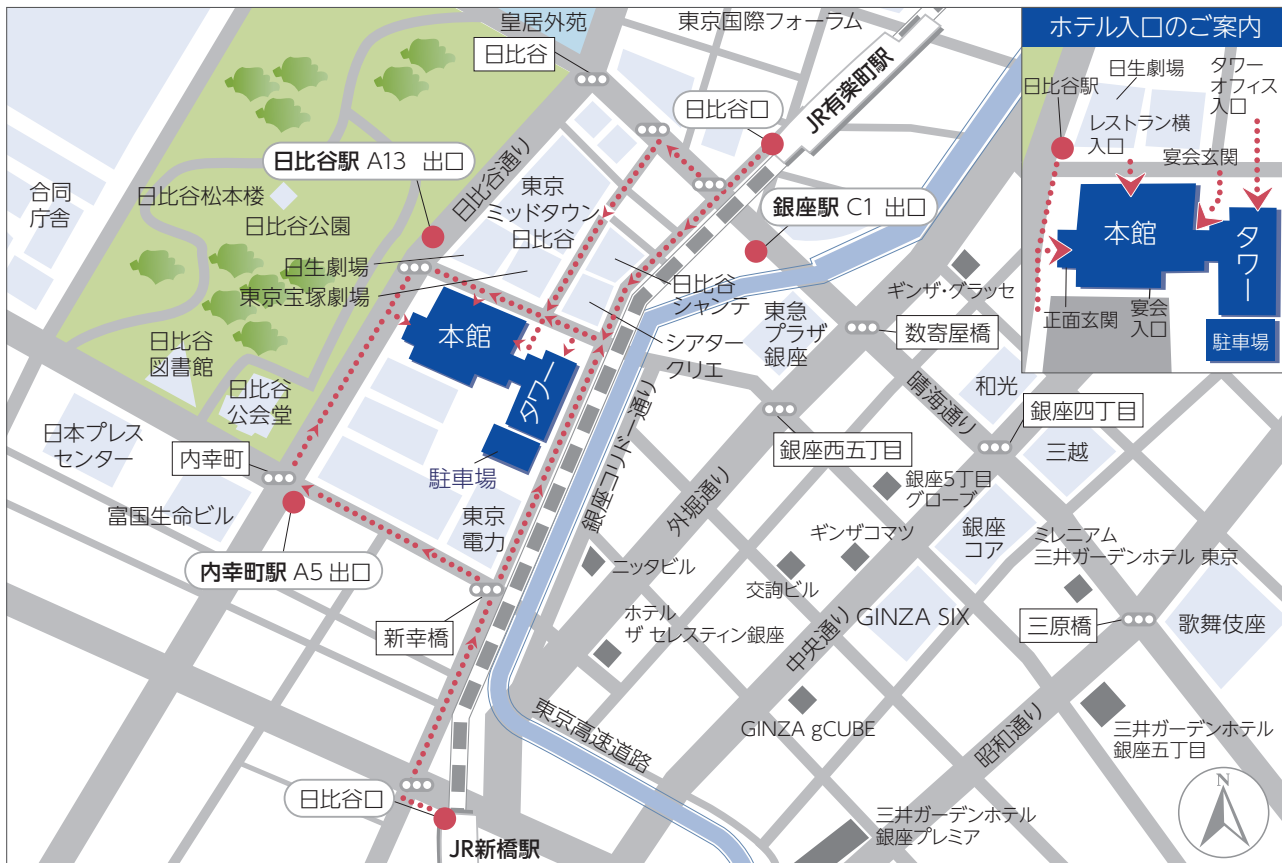 皇居外苑
東京国際フォーラム
日比谷
日比谷口
JR有楽町駅
日比谷駅 A13 出口
日比谷通り
合同
庁舎
日比谷松本楼
日比谷公園
東京
ミッドタウン
日比谷
銀座駅 C1 出口
日生劇場
東京宝塚劇場
日比谷
シャンテ
ギンザ・グラッセ
本館
シアター
クリエ
東急
プラザ
銀座
数寄屋橋
日比谷
図書館
タワー
晴海通り
和光
銀座四丁目
日比谷
公会堂
日本プレス
センター
内幸町
駐車場
銀座コリドー通り
銀座西五丁目
三越
外堀通り
銀座5丁目
グローブ
富国生命ビル
東京
電力
ギンザコマツ
銀座
コア
ミレニアム
三井ガーデンホテル 東京
内幸町駅 A5 出口
ニッタビル
交詢ビル
新幸橋
ホテル
ザ セレスティン銀座
中央通り
GINZA SIX
三原橋
歌舞伎座
東京高速道路
GINZA gCUBE
昭和通り
三井ガーデンホテル
銀座五丁目
日比谷口
JR新橋駅
三井ガーデンホテル
銀座プレミア
N
ホテル入口のご案内
日比谷駅
日生劇場
タワー
オフィス
入口
レストラン横
入口
宴会玄関
本館
タワー
正面玄関
宴会
入口
駐車場